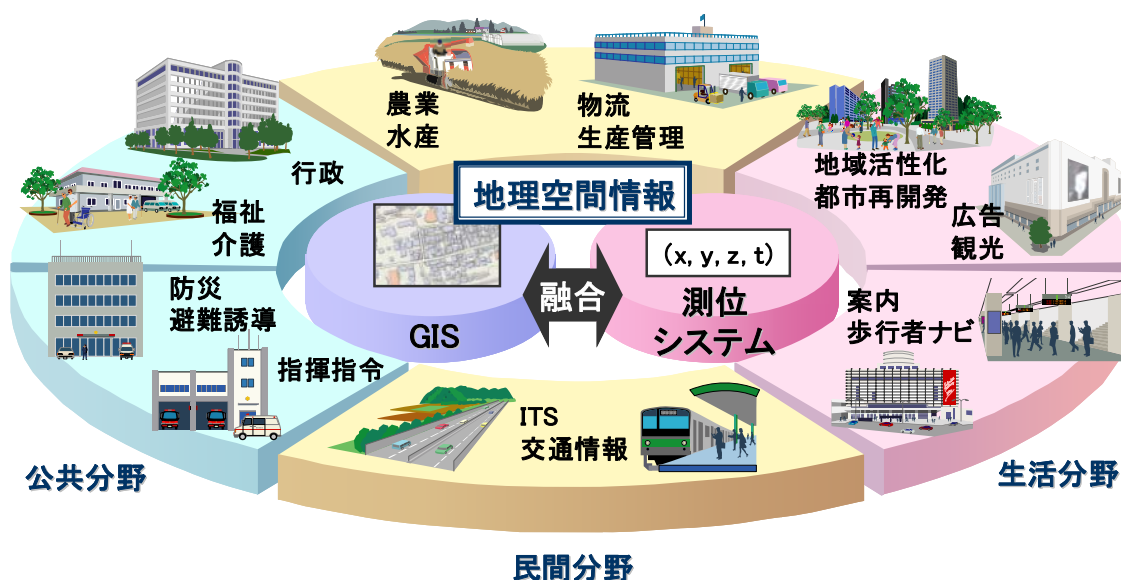 農業
水産
物流
生産管理
行政
地域活性化
都市再開発
福祉
介護
地理空間情報
広告
観光
(x, y, z, t)
防災
避難誘導
融合
GIS
測位
システム
案内
歩行者ナビ
指揮指令
ITS
交通情報
公共分野
生活分野
民間分野